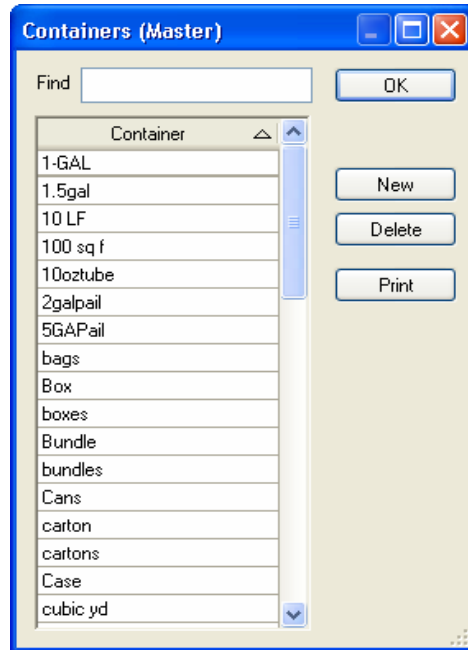 Containers (Master)
Find
OK
Container
1-GAL
1.5gal
New
10 LF
Delete
100 sq f
10oztube
Print
2galpail
5GAPail
bags
Box
boxes
Bundle
bundles
Cans
carton
cartons
Case
cubic yd